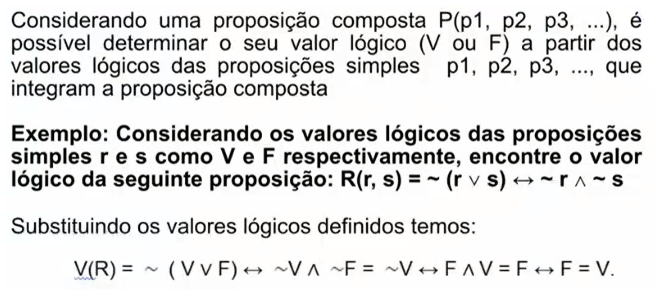 Considerando uma proposição composta P(p1, p2, p3, ...), é
possível determinar o seu valor lógico (V ou F) a partir dos
valores lógicos das proposições simples p1, p2, p3, ..., que
integram a proposição composta
Exemplo: Considerando os valores lógicos das proposições
simples r e s como V e F respectivamente, encontre o valor
lógico da seguinte proposição: R(r, s) = ~ (r ∨ s) ↔ ~ r ∧ ~ s
Substituindo os valores lógicos definidos temos:
V(R) = ~ ( V ∨ F) ↔ ~V ∧ ~F = ~V ↔ F ∧ V = F ↔ F = V.